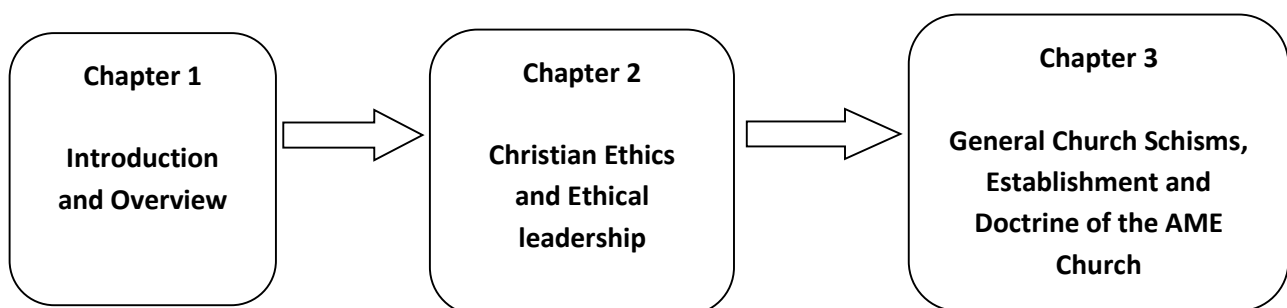 Chapter 1
Introduction
and Overview
Chapter 2
Christian Ethics
and Ethical
leadership
Chapter 3
General Church Schisms,
Establishment and
Doctrine of the AME
Church